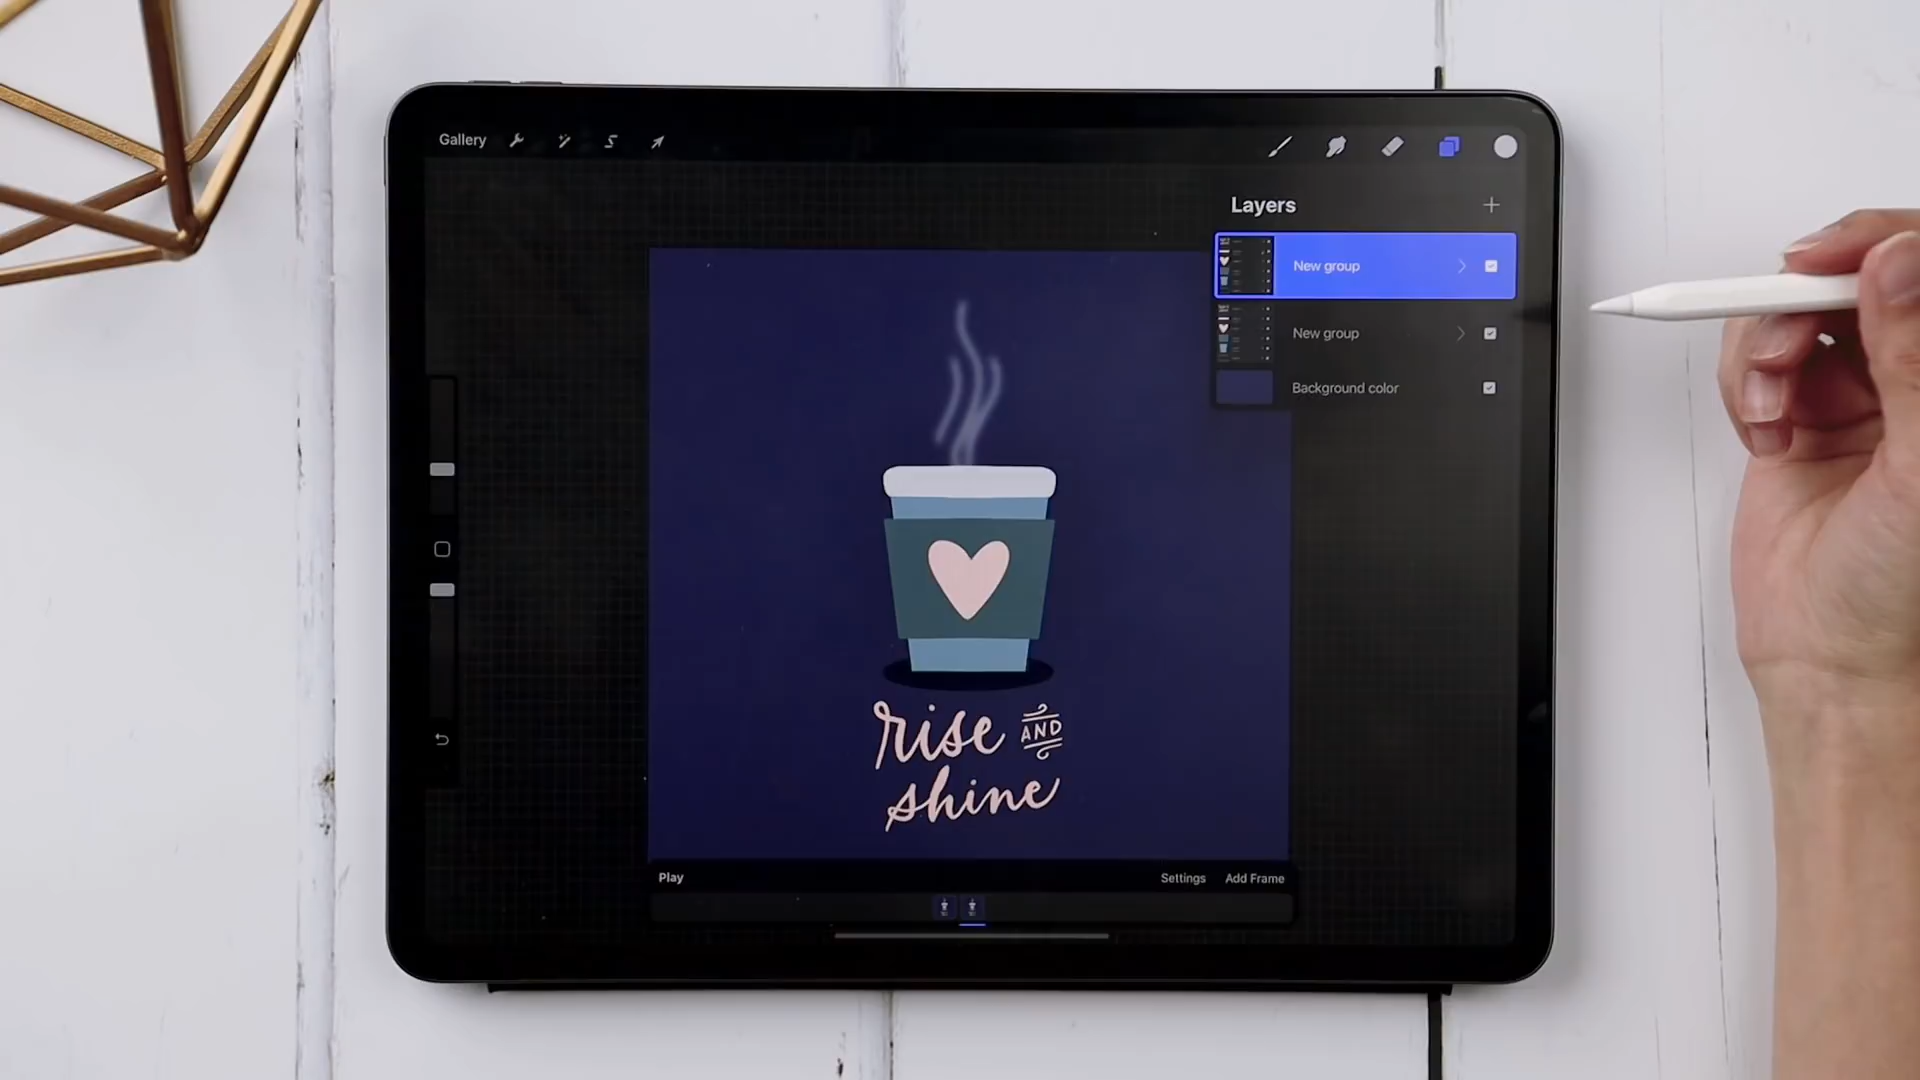 Gallery
Layers
New group
New group
Background color
rise AND
shine
Play
Settings
Add Frame